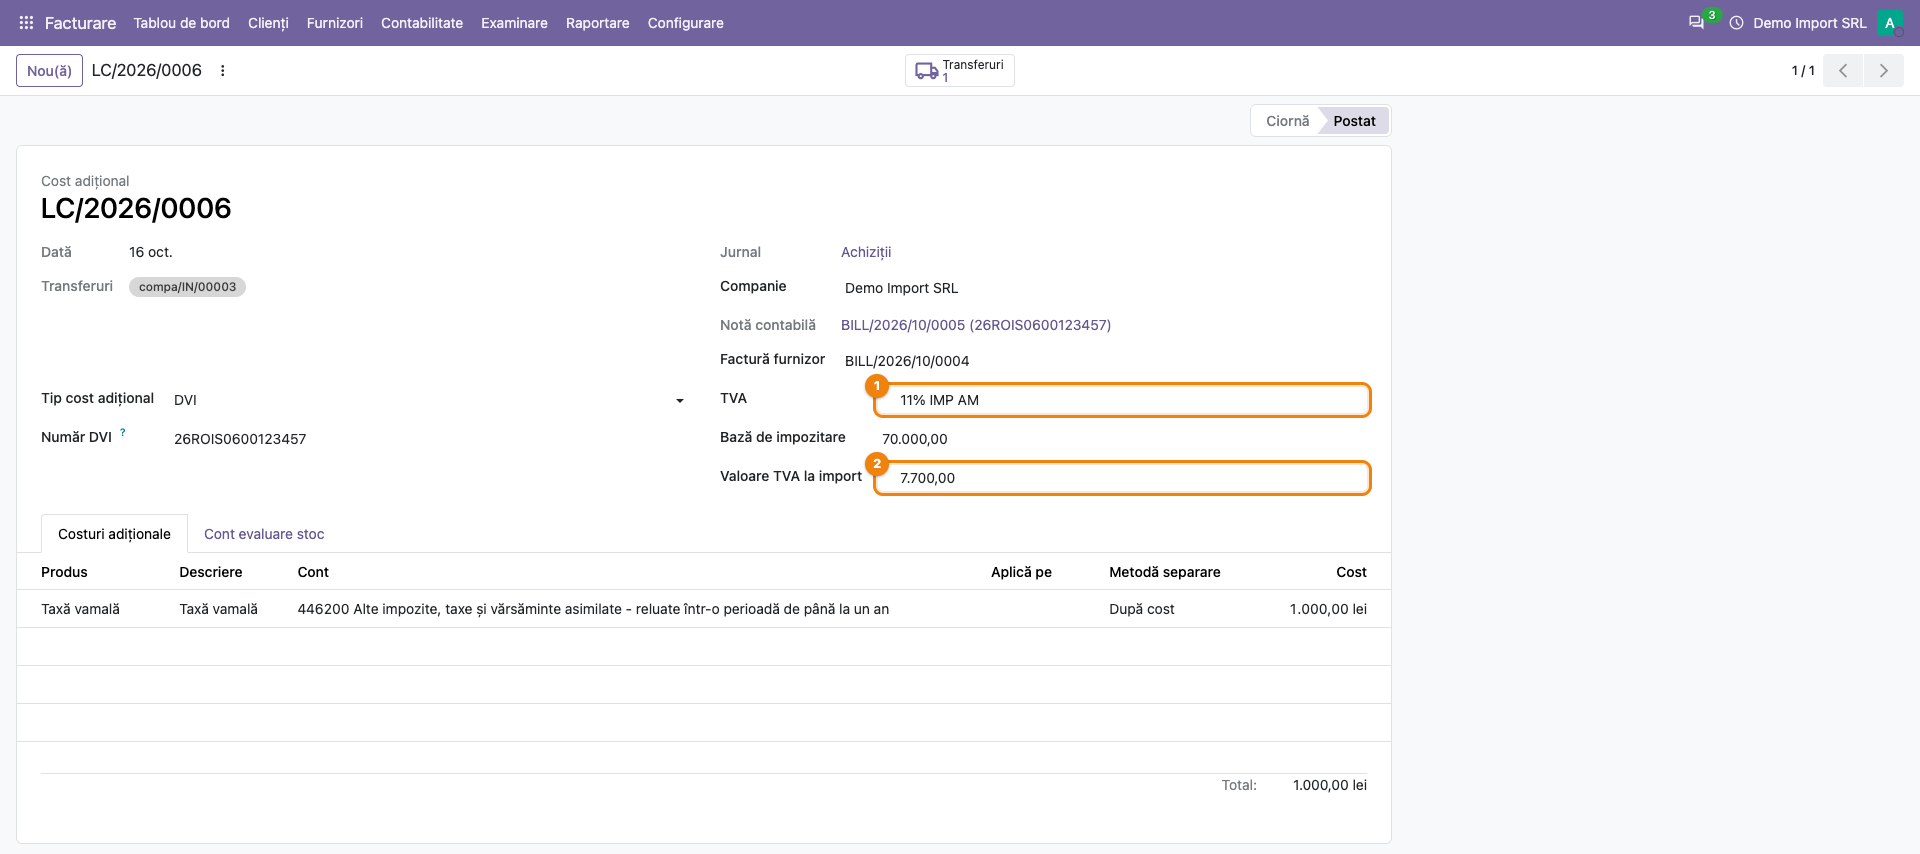 Facturare Tablou de bord Clienți Furnizori Contabilitate Examinare Raportare Configurare 3 Demo Import SRL A
Nou(ă) LC/2026/0006 Transferuri 1 1 / 1
Ciornă Postat
Cost adițional
LC/2026/0006
Dată 16 oct. Jurnal Achiziții
Transferuri compa/IN/00003 Companie Demo Import SRL
Notă contabilă BILL/2026/10/0005 (26ROIS0600123457)
Factură furnizor BILL/2026/10/0004
Tip cost adițional DVI TVA 1 11% IMP AM
Număr DVI ? 26ROIS0600123457 Bază de impozitare 70.000,00
Valoare TVA la import 2 7.700,00
Costuri adiționale Cont evaluare stoc
Produs Descriere Cont Aplică pe Metodă separare Cost
Taxă vamală Taxă vamală 446200 Alte impozite, taxe și vărsăminte asimilate - reluate într-o perioadă de până la un an După cost 1.000,00 lei
Total: 1.000,00 lei